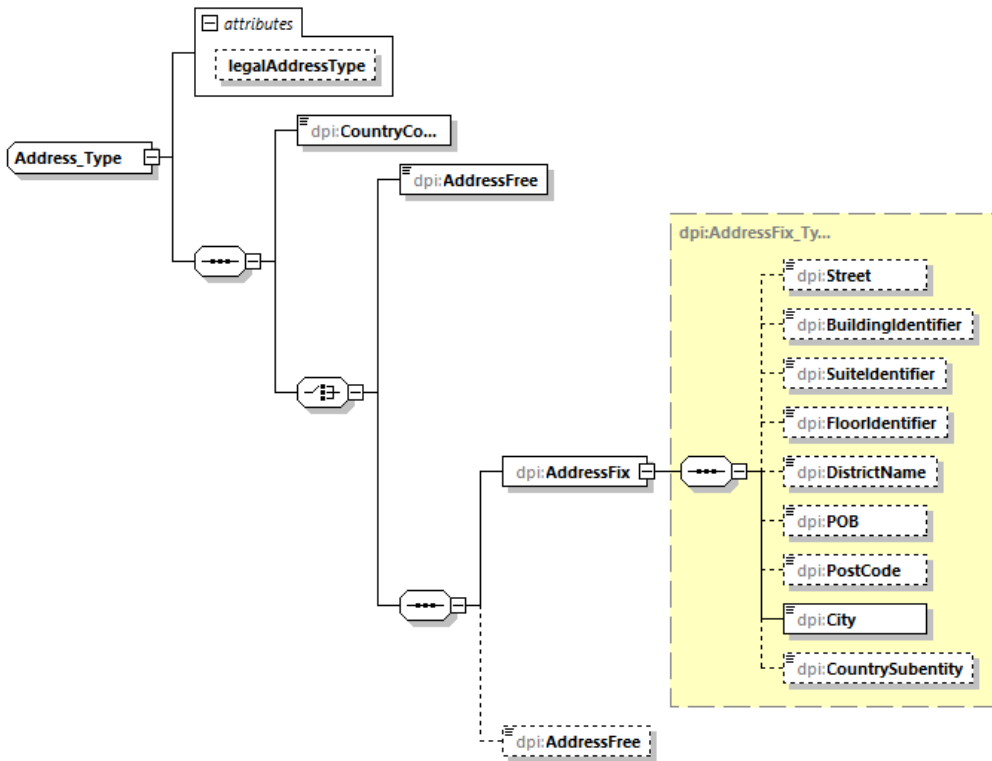 attributes
legalAddressType
Address_Type
dpi:CountryCo...
dpi:AddressFree
dpi:AddressFix_Ty...
dpi:Street
dpi:BuildingIdentifier
dpi:SuiteIdentifier
dpi:FloorIdentifier
dpi:AddressFix
dpi:DistrictName
dpi:POB
dpi:PostCode
dpi:City
dpi:CountrySubentity
dpi:AddressFree